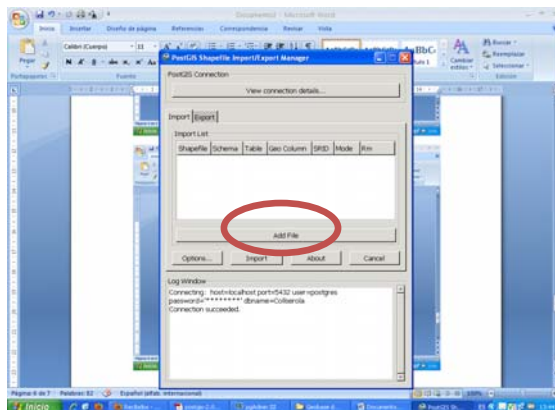 Documento2 - Microsoft Word
Inicio Insertar Diseño de página Referencias Correspondencia Revisar Vista
Calibri (Cuerpo) 11
Buscar
Pegar N K S
Cambiar estilos
Reemplazar
Seleccionar
Portapapeles Fuente Edición
PostGIS Shapefile Import/Export Manager
PostGIS Connection
View connection details...
Import Export
Import List
Shapefile Schema Table Geo Column SRID Mode Rm
Add File
Options... Import About Cancel
Log Window
Connecting: host=localhost port=5432 user=postgres
password='********' dbname=Collserola
Connection succeeded.
Página: 6 de 7 Palabras: 82 Español (alfab. internacional) 100%
Inicio